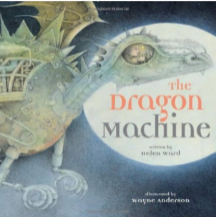 The
Dragon
Machine
written by
Helen Ward
illustrated by
Wayne Anderson